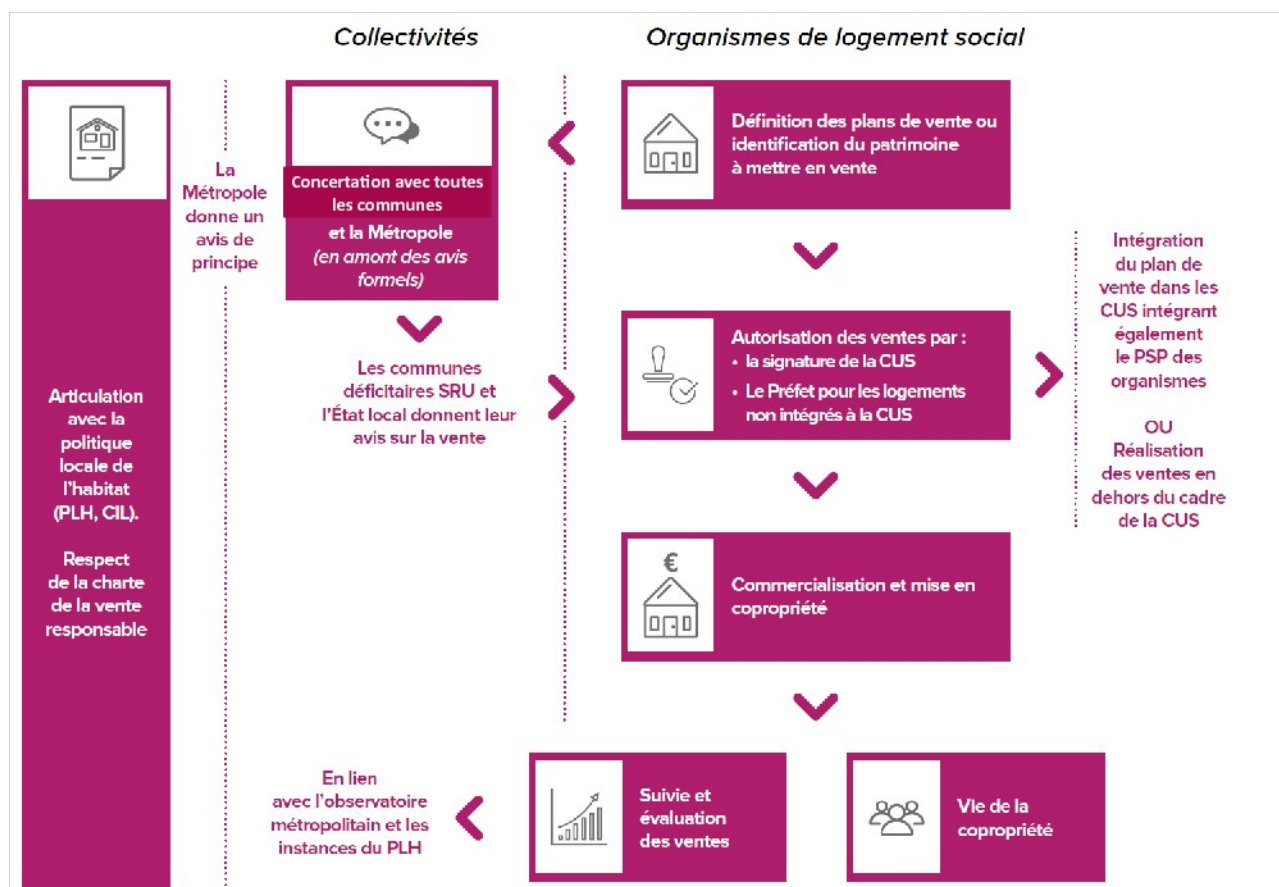 Collectivités
Organismes de logement social
Articulation
avec la
politique
locale de
l'habitat
(PLH, CIL).
Respect
de la charte
de la vente
responsable
La
Métropole
donne un
avis de
principe
Concertation avec toutes
les communes
et la Métropole
(en amont des avis
formels)
Les communes
déficitaires SRU et
l'État local donnent leur
avis sur la vente
Définition des plans de vente ou
identification du patrimoine
à mettre en vente
Autorisation des ventes par :
• la signature de la CUS
• Le Préfet pour les logements
non intégrés à la CUS
Intégration
du plan de
vente dans les
CUS intégrant
également
le PSP des
organismes
OU
Réalisation
des ventes en
dehors du cadre
de la CUS
€
Commercialisation et mise en
copropriété
En lien
avec l'observatoire
métropolitain et les
instances du PLH
Suivie et
évaluation
des ventes
Vie de la
copropriété